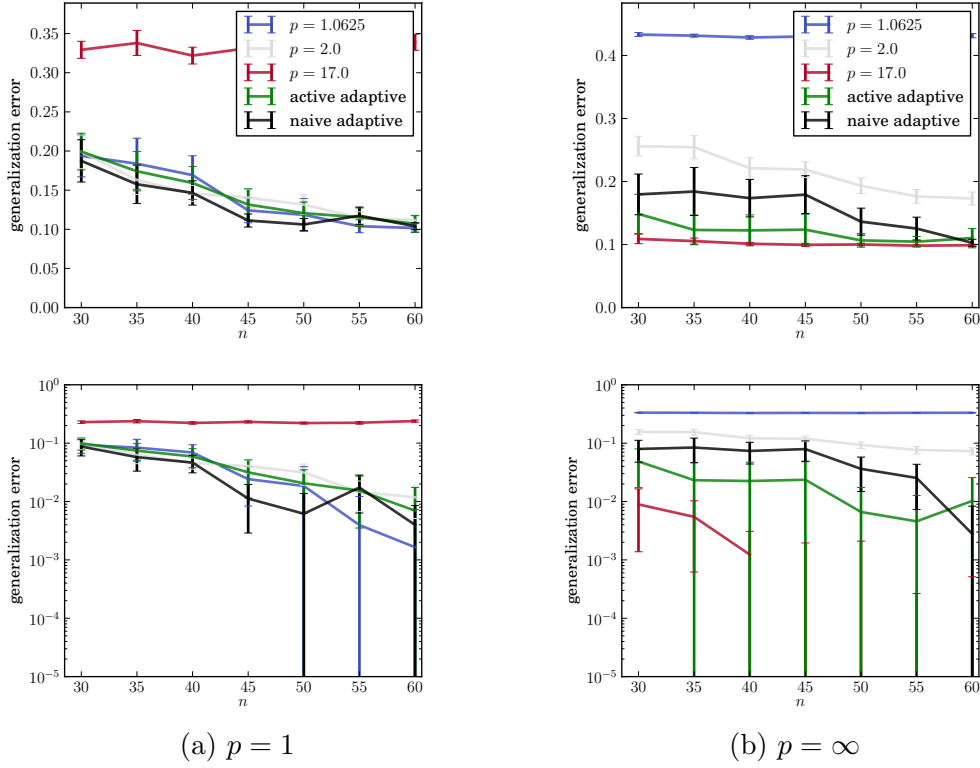 0.35
0.30
0.25
0.20
0.15
0.10
0.05
0.00
generalization error
p = 1.0625
p = 2.0
p = 17.0
active adaptive
naive adaptive
30 35 40 45 50 55 60
n
0.4
0.3
0.2
0.1
0.0
generalization error
p = 1.0625
p = 2.0
p = 17.0
active adaptive
naive adaptive
30 35 40 45 50 55 60
n
10^0
10^-1
10^-2
10^-3
10^-4
10^-5
generalization error
30 35 40 45 50 55 60
n
10^0
10^-1
10^-2
10^-3
10^-4
10^-5
generalization error
30 35 40 45 50 55 60
n
(a) p = 1
(b) p = ∞